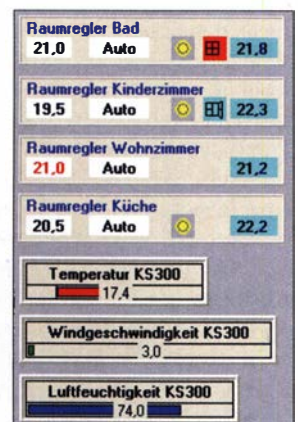 Raumregler Bad
21,0 Auto 21,8
Raumregler Kinderzimmer
19,5 Auto 22,3
Raumregler Wohnzimmer
21,0 Auto 21,2
Raumregler Küche
20,5 Auto 22,2
Temperatur KS300
17,4
Windgeschwindigkeit KS300
3,0
Luftfeuchtigkeit KS300
74,0